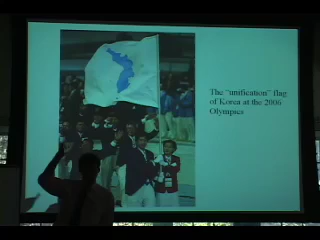 The "unification" flag
of Korea at the 2006
Olympics